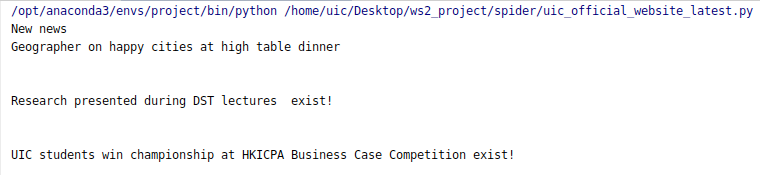 /opt/anaconda3/envs/project/bin/python /home/uic/Desktop/ws2_project/spider/uic_official_website_latest.py
New news
Geographer on happy cities at high table dinner
Research presented during DST lectures  exist!
UIC students win championship at HKICPA Business Case Competition exist!